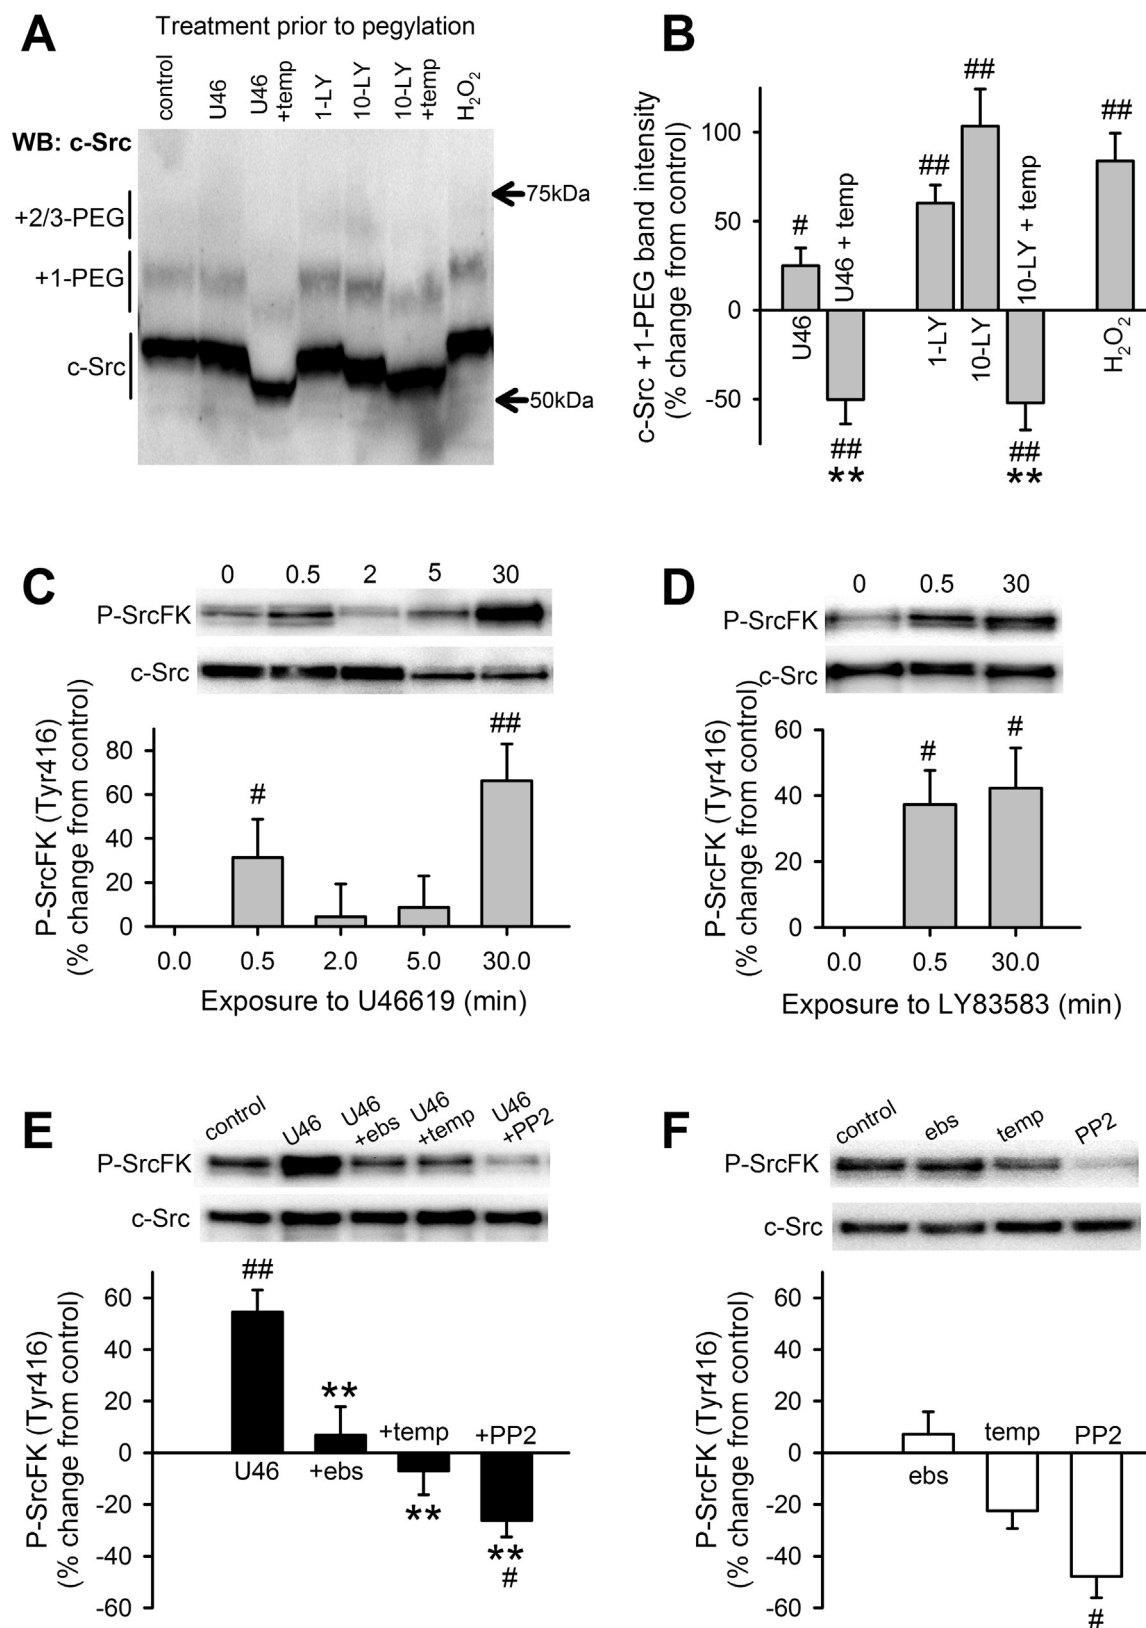 A
Treatment prior to pegylation
control
U46
U46
+temp
1-LY
10-LY
10-LY
+temp
H₂O₂
WB: c-Src
+2/3-PEG
+1-PEG
c-Src
75kDa
50kDa
B
c-Src +1-PEG band intensity
(% change from control)
100
50
0
-50
#
##
##
##
U46
U46 + temp
1-LY
10-LY
10-LY + temp
H₂O₂
##
**
##
**
C
0 0.5 2 5 30
P-SrcFK
c-Src
P-SrcFK (Tyr416)
(% change from control)
80
60
40
20
0
#
##
0.0 0.5 2.0 5.0 30.0
Exposure to U46619 (min)
D
0 0.5 30
P-SrcFK
c-Src
P-SrcFK (Tyr416)
(% change from control)
60
40
20
0
#
#
0.0 0.5 30.0
Exposure to LY83583 (min)
E
control
U46
U46
+ebs
U46
+temp
U46
+PP2
P-SrcFK
c-Src
P-SrcFK (Tyr416)
(% change from control)
60
40
20
0
-20
-40
-60
##
**
+temp
+PP2
U46
+ebs
**
**
#
F
control
ebs
temp
PP2
P-SrcFK
c-Src
P-SrcFK (Tyr416)
(% change from control)
60
40
20
0
-20
-40
-60
temp
PP2
ebs
#